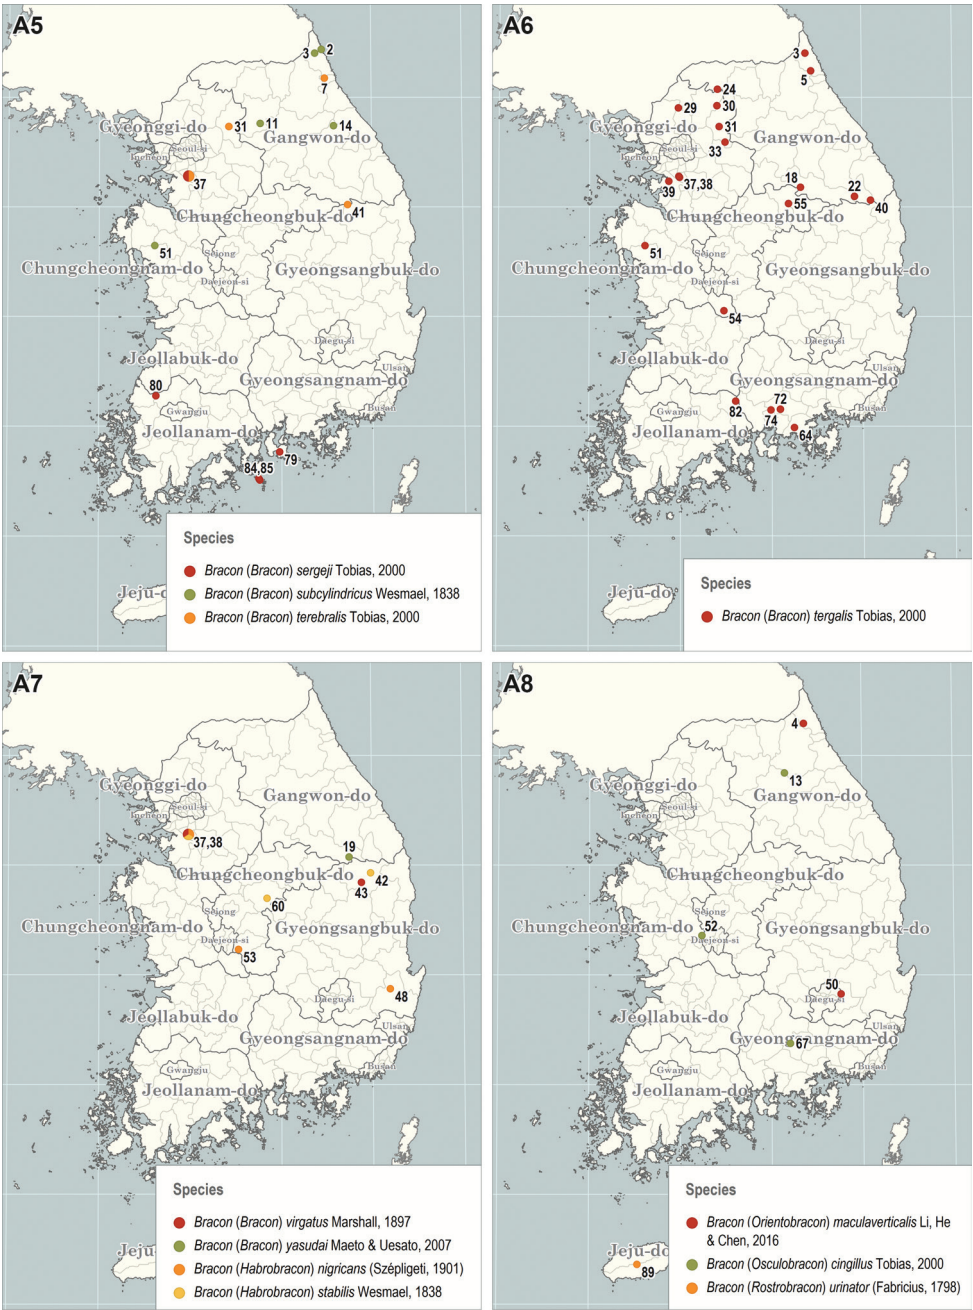 A5
3 2
7
31
11
14
Gyeonggi-do
Gangwon-do
Seoul-si
Incheon
37
41
Chungcheongbuk-do
51
Sejong
Chungcheongnam-do
Gyeongsangbuk-do
Daejeon-si
Daegu-si
Jeollabuk-do
Ulsan
Gyeongsangnam-do
80
Gwangju
Busan
Jeollanam-do
79
84,85
Jeju-d
Species
Bracon (Bracon) sergeji Tobias, 2000
Bracon (Bracon) subcylindricus Wesmael, 1838
Bracon (Bracon) terebralis Tobias, 2000
A6
3
5
24
29
30
Gyeonggi-do
31
Gangwon-do
Seoul-si
33
Incheon
39
37,38
18
22
55
40
Chungcheongbuk-do
51
Sejong
Chungcheongnam-do
Gyeongsangbuk-do
Daejeon-si
54
Daegu-si
Jeollabuk-do
Ulsan
Gyeongsangnam-do
82
74
72
Gwangju
Busan
64
Jeollanam-do
Jeju-do
Species
Bracon (Bracon) tergalis Tobias, 2000
A7
Gyeonggi-do
Gangwon-do
Seoul-si
Incheon
37,38
19
Chungcheongbuk-do
42
43
60
Sejong
Chungcheongnam-do
Gyeongsangbuk-do
Daejeon-si
53
48
Daegu-si
Jeollabuk-do
Ulsan
Gyeongsangnam-do
Gwangju
Busan
Jeollanam-do
Jeju
Species
Bracon (Bracon) virgatus Marshall, 1897
Bracon (Bracon) yasudai Maeto & Uesato, 2007
Bracon (Habrobracon) nigricans (Szépligeti, 1901)
Bracon (Habrobracon) stabilis Wesmael, 1838
A8
4
13
Gyeonggi-do
Gangwon-do
Seoul-si
Incheon
Chungcheongbuk-do
Sejong
52
Chungcheongnam-do
Gyeongsangbuk-do
Daejeon-si
50
Daegu-si
Jeollabuk-do
Ulsan
Gyeongsangnam-do
67
Gwangju
Busan
Jeollanam-do
Jeju-do
89
Species
Bracon (Orientobracon) maculaverticalis Li, He
& Chen, 2016
Bracon (Osculobracon) cingillus Tobias, 2000
Bracon (Rostrobracon) urinator (Fabricius, 1798)